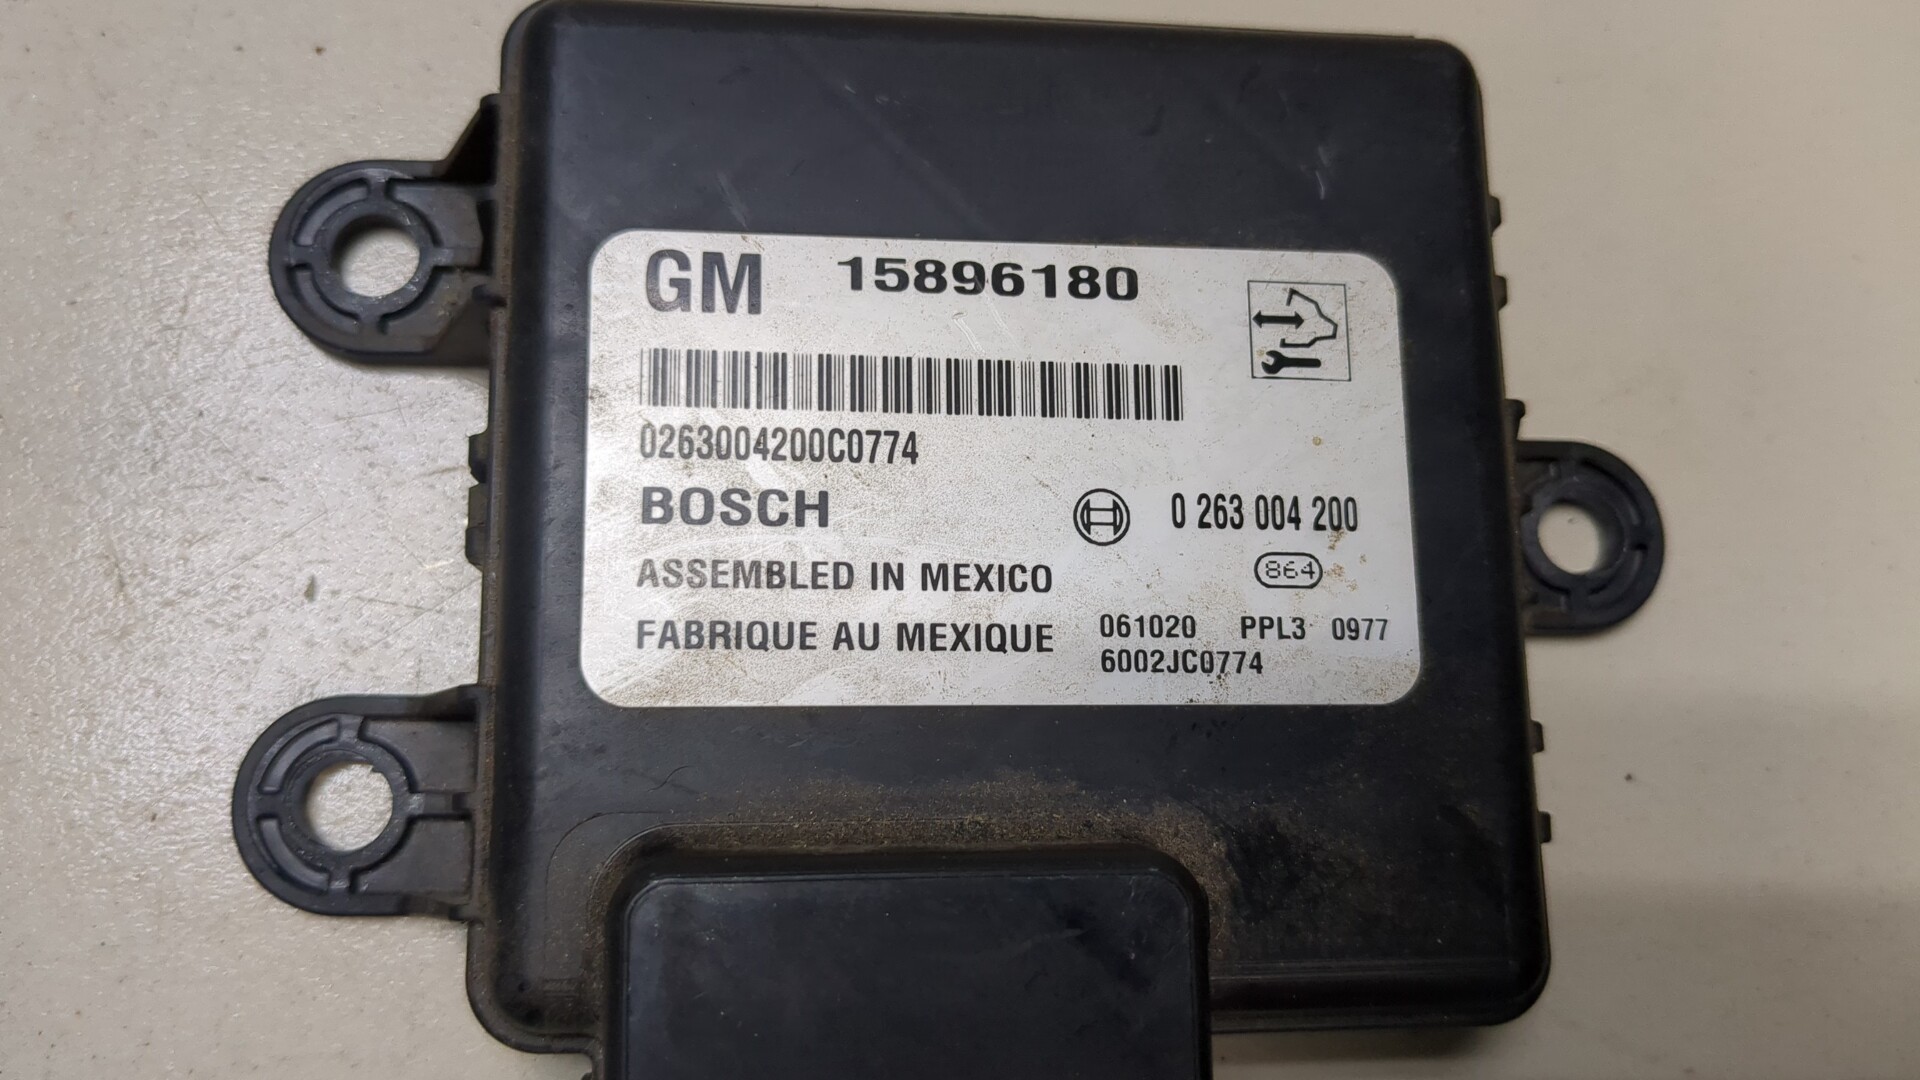 GM 15896180
0263004200C0774
BOSCH 0 263 004 200
ASSEMBLED IN MEXICO 864
FABRIQUE AU MEXIQUE 061020 PPL3 0977
6002JC0774